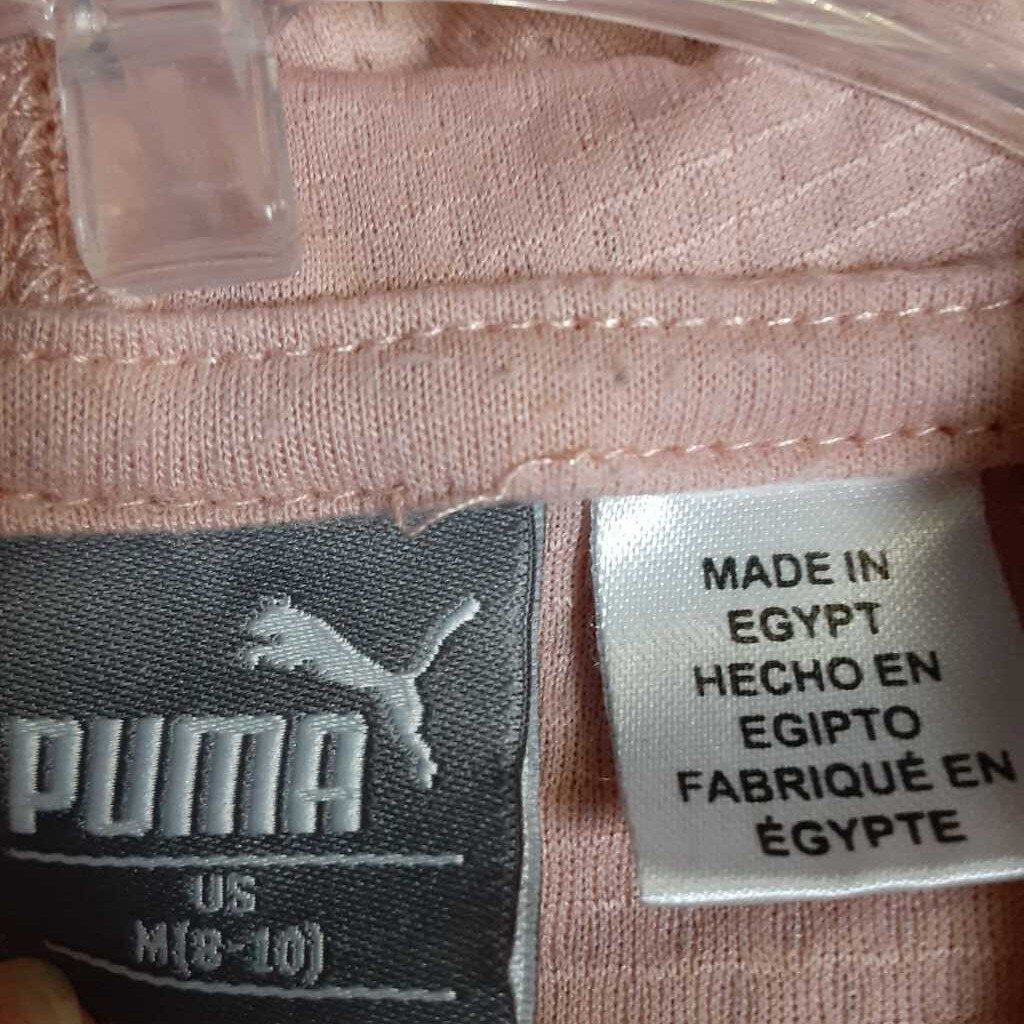 PUMA
US
M(8-10)
MADE IN
EGYPT
HECHO EN
EGIPTO
FABRIQUÉ EN
ÉGYPTE